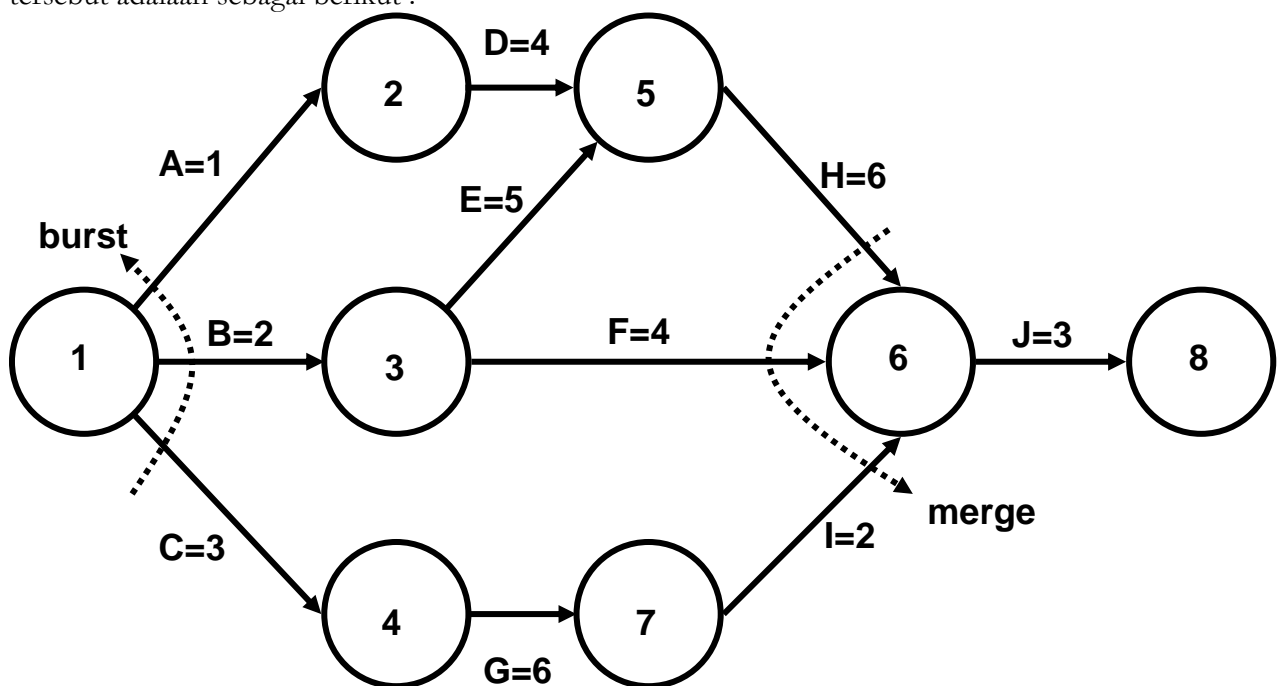 tersebut adalaah sebagai berikut :
D=4
2
5
A=1
E=5
H=6
burst
B=2
F=4
J=3
1
3
6
8
merge
C=3
I=2
4
7
G=6